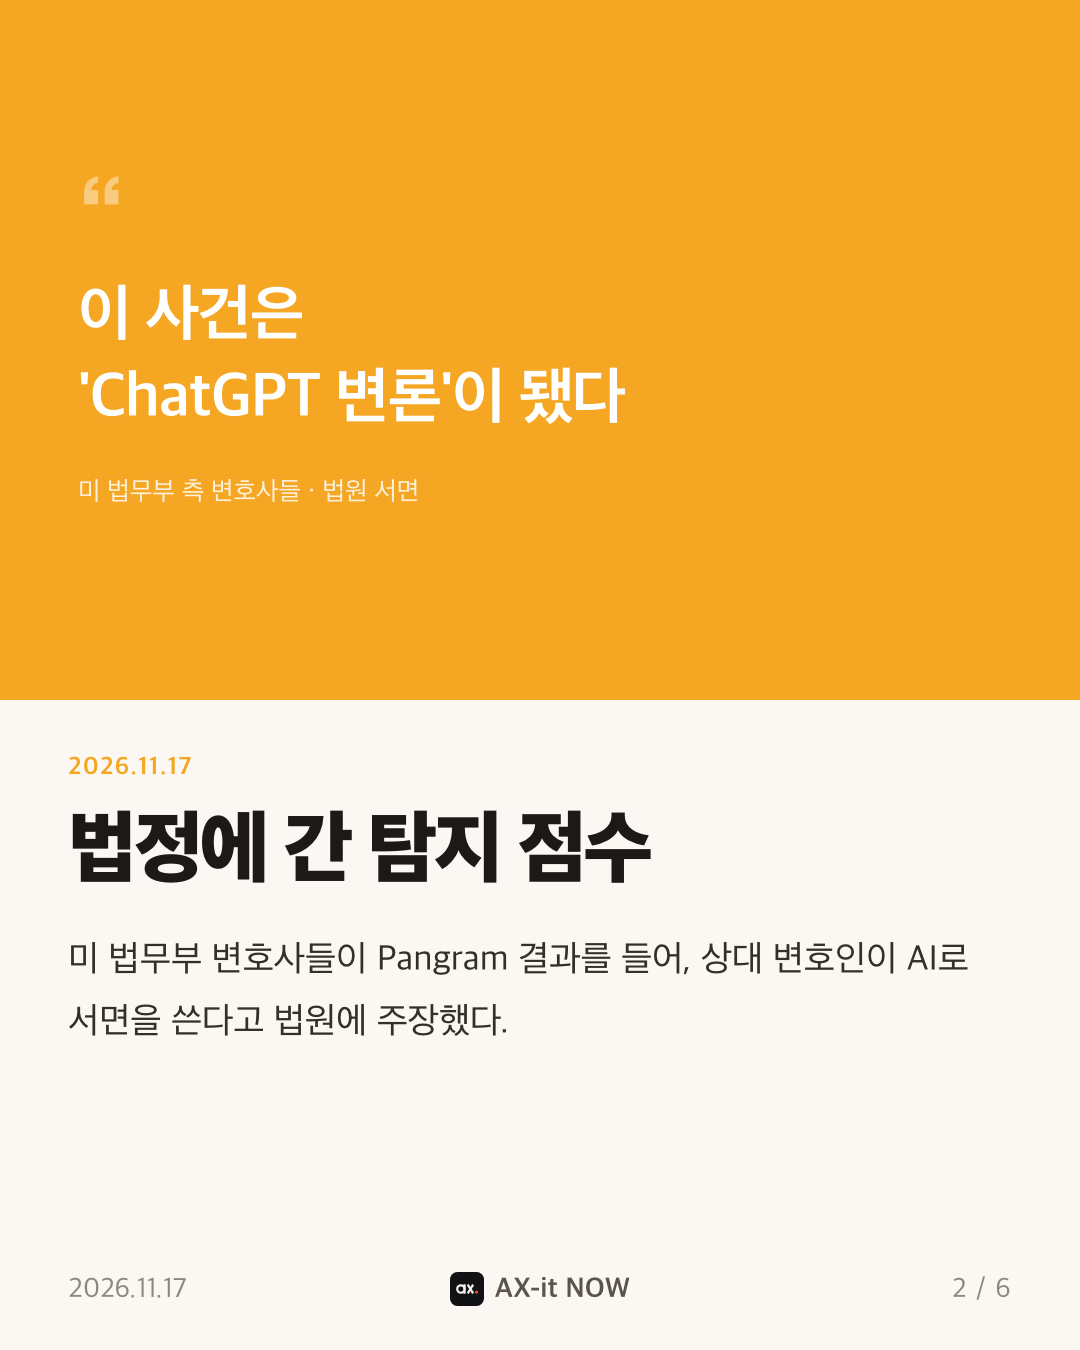 “
이 사건은
'ChatGPT 변론'이 됐다
미 법무부 측 변호사들 · 법원 서면
2026.11.17
법정에 간 탐지 점수
미 법무부 변호사들이 Pangram 결과를 들어, 상대 변호인이 AI로
서면을 쓴다고 법원에 주장했다.
2026.11.17
ax. AX-it NOW
2 / 6